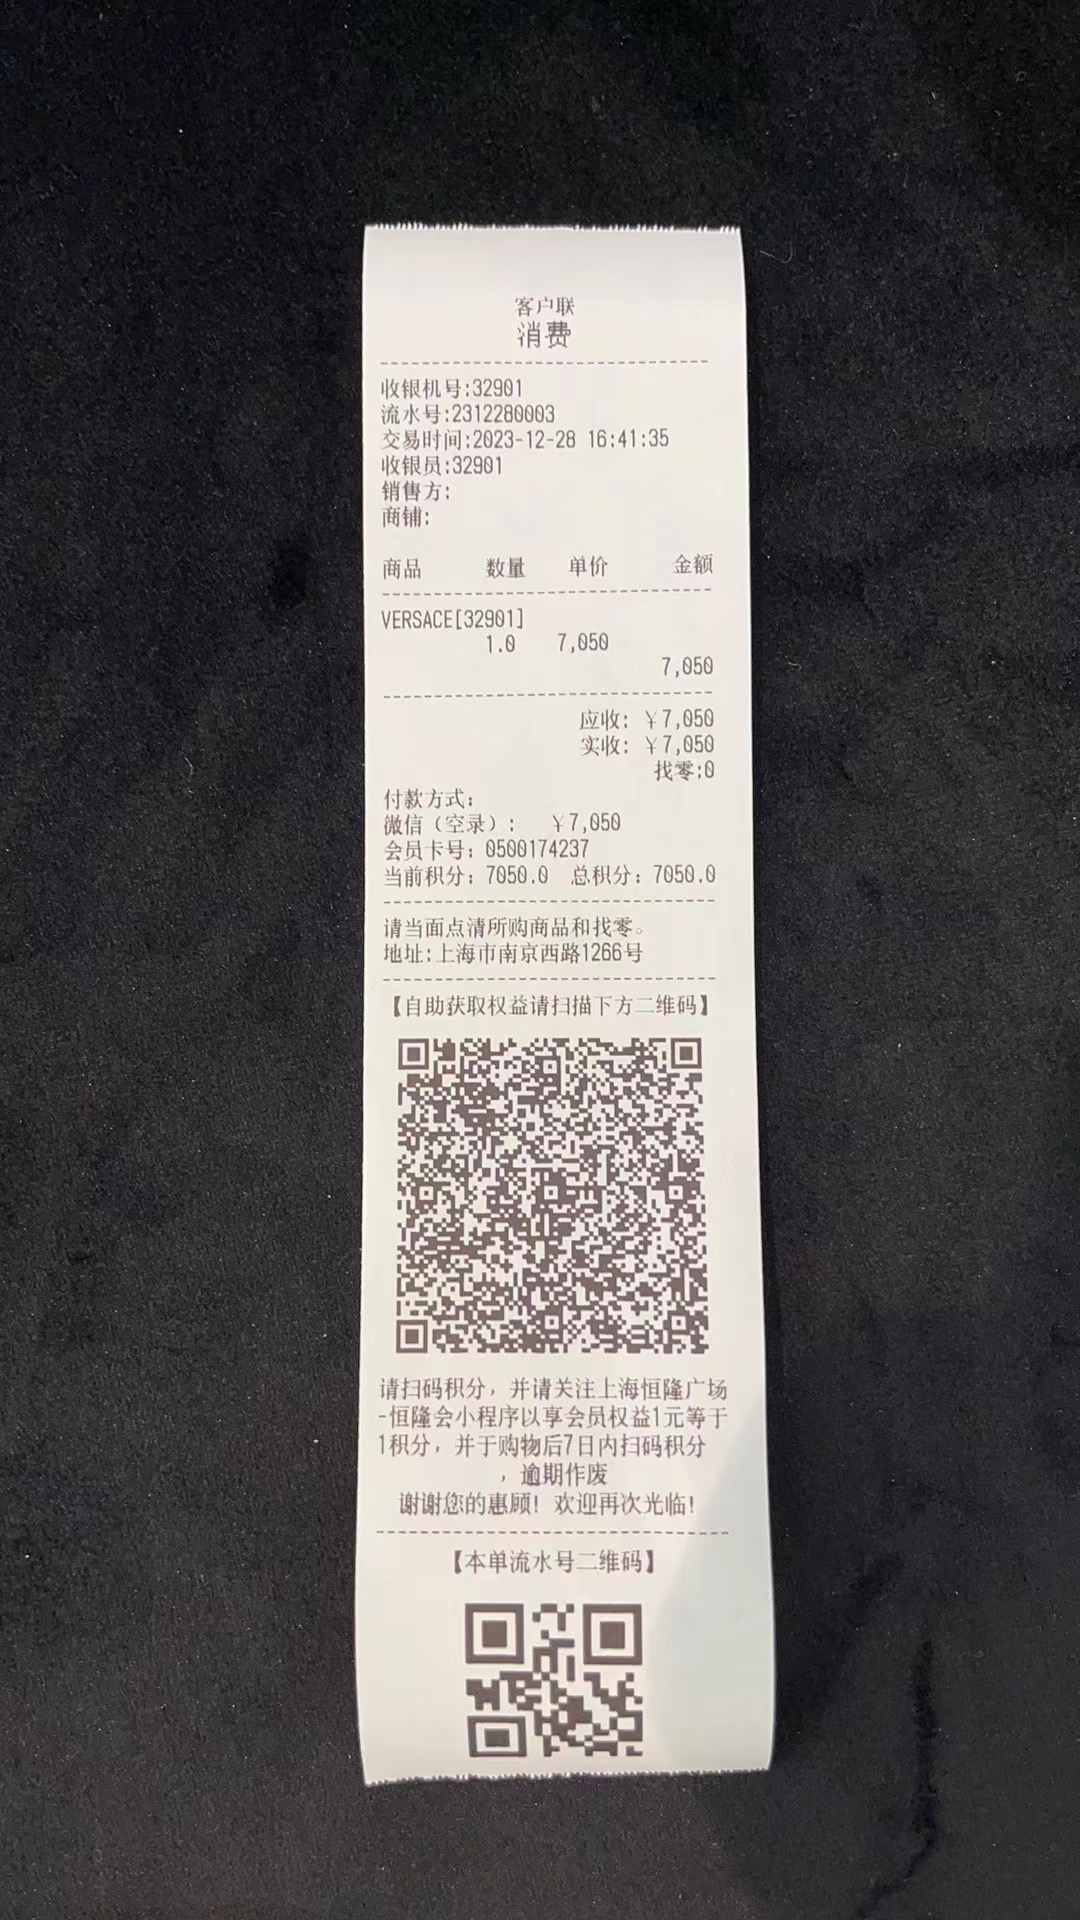 客户联
消费
收银机号:32901
流水号:2312280003
交易时间:2023-12-28 16:41:35
收银员:32901
销售方:
商铺:
商品 数量 单价 金额
VERSACE[32901]
1.0 7,050
7,050
应收: ￥7,050
实收: ￥7,050
找零:0
付款方式:
微信(空录): ￥7,050
会员卡号: 0500174237
当前积分: 7050.0 总积分: 7050.0
请当面点清所购商品和找零。
地址:上海市南京西路1266号
【自助获取权益请扫描下方二维码】
请扫码积分，并请关注上海恒隆广场
-恒隆会小程序以享会员权益1元等于
1积分，并于购物后7日内扫码积分
，逾期作废
谢谢您的惠顾! 欢迎再次光临!
【本单流水号二维码】